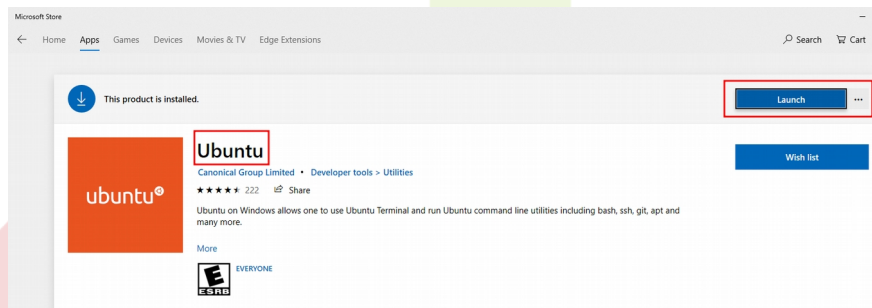 Microsoft Store
Home Apps Games Devices Movies & TV Edge Extensions Search Cart
This product is installed. Launch ...
Ubuntu
Wish list
Canonical Group Limited • Developer tools > Utilities
222 Share
ubuntu
Ubuntu on Windows allows one to use Ubuntu Terminal and run Ubuntu command line utilities including bash, ssh, git, apt and
many more.
More
E EVERYONE
ESRB